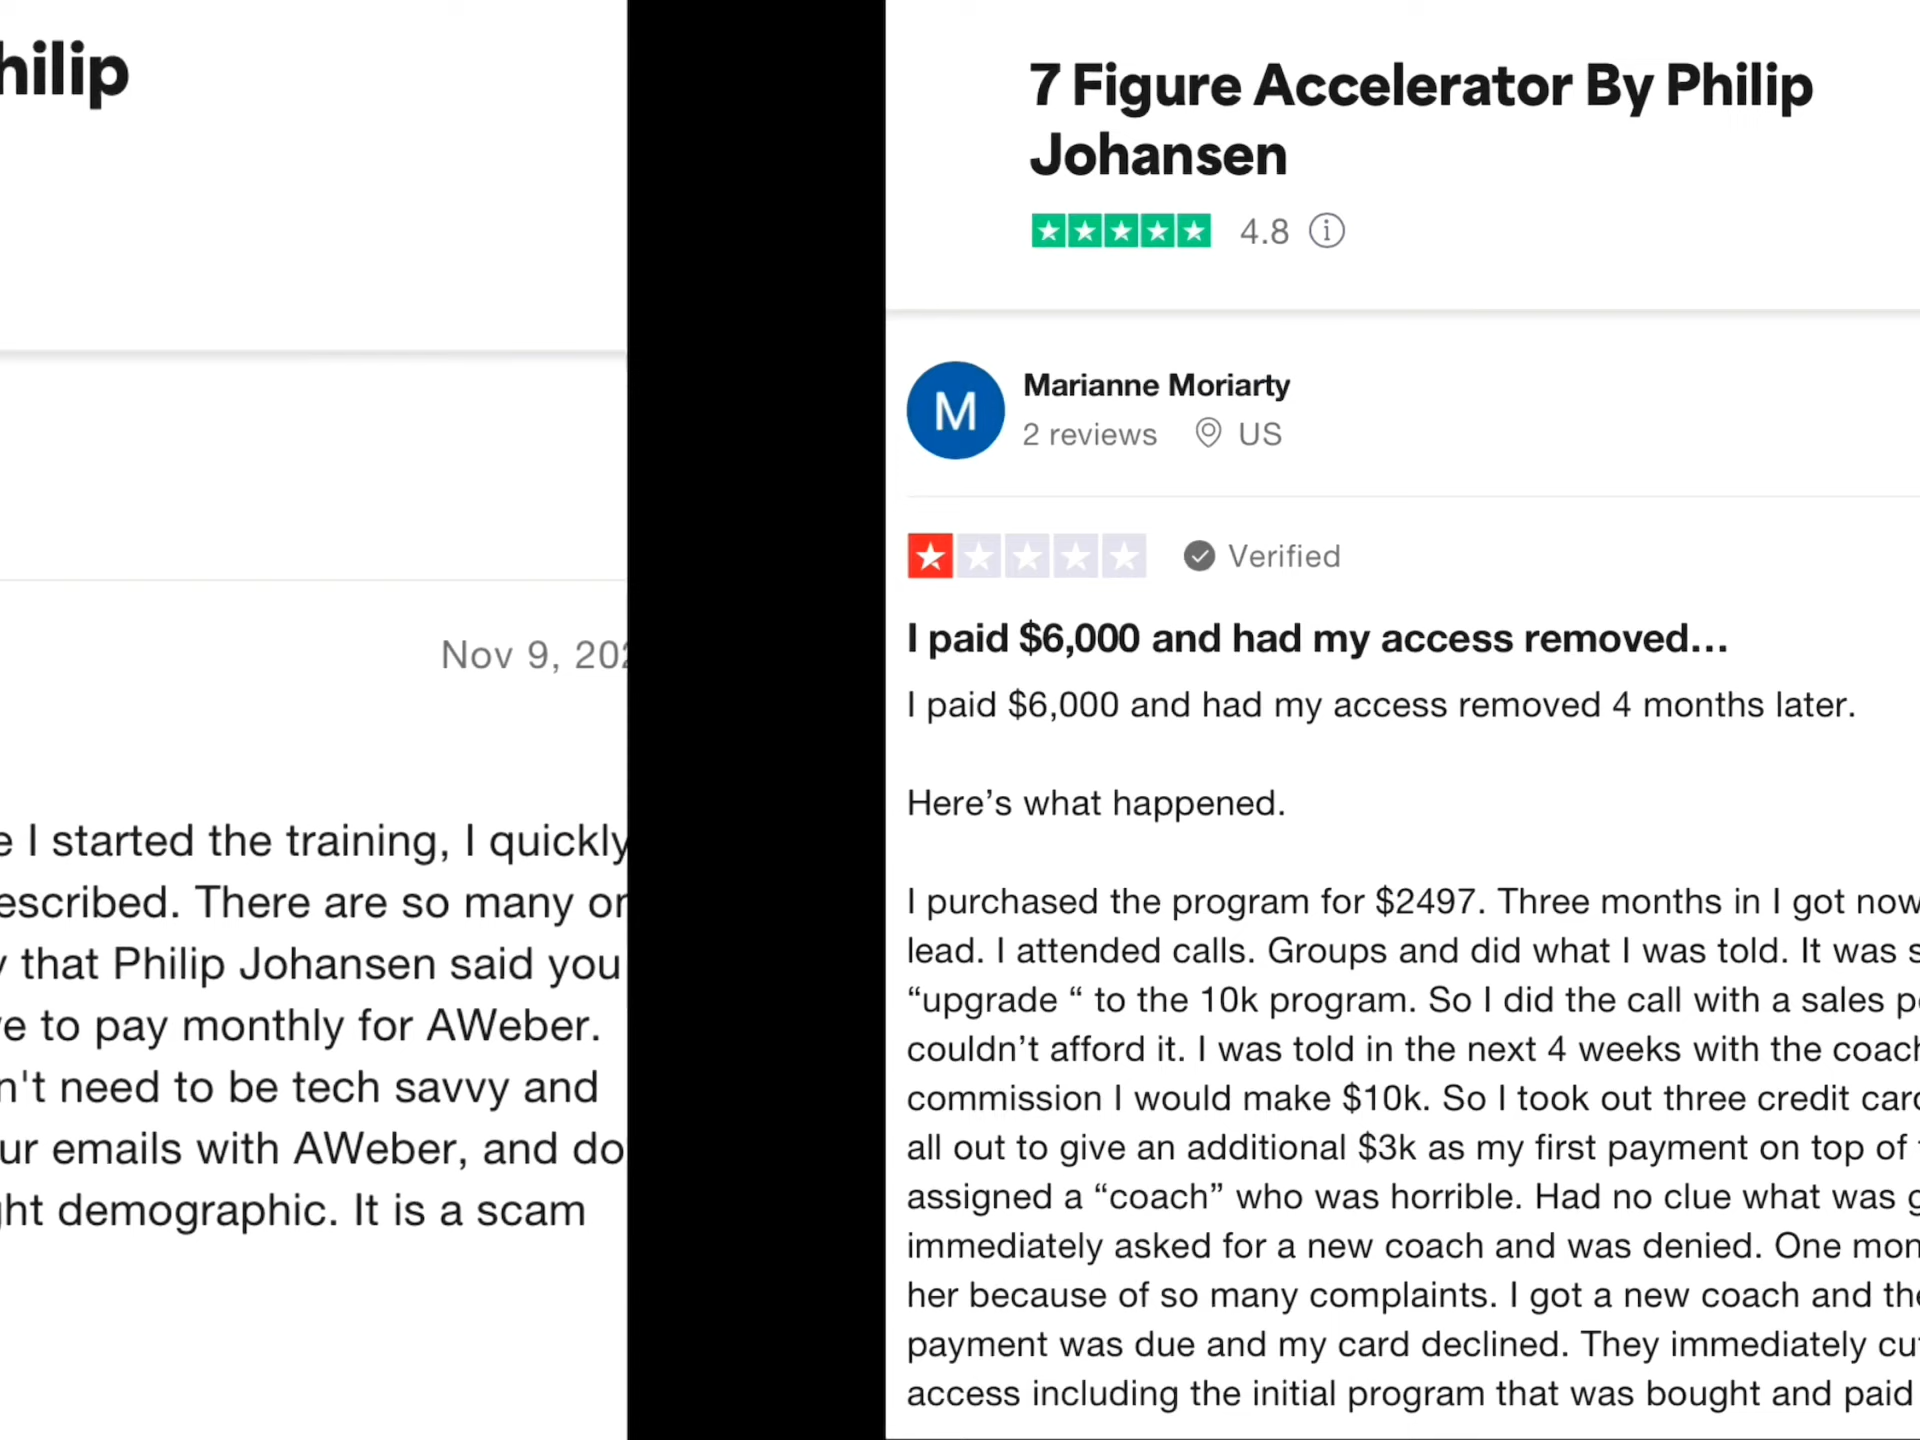 hilip
Nov 9, 202
e I started the training, I quickly
escribed. There are so many or
y that Philip Johansen said you
e to pay monthly for AWeber.
n't need to be tech savvy and
ur emails with AWeber, and do
ht demographic. It is a scam
7 Figure Accelerator By Philip
Johansen
4.8
M
Marianne Moriarty
2 reviews US
Verified
I paid $6,000 and had my access removed...
I paid $6,000 and had my access removed 4 months later.
Here’s what happened.
I purchased the program for $2497. Three months in I got now
lead. I attended calls. Groups and did what I was told. It was s
“upgrade “ to the 10k program. So I did the call with a sales p
couldn’t afford it. I was told in the next 4 weeks with the coach
commission I would make $10k. So I took out three credit card
all out to give an additional $3k as my first payment on top of
assigned a “coach” who was horrible. Had no clue what was g
immediately asked for a new coach and was denied. One mon
her because of so many complaints. I got a new coach and the
payment was due and my card declined. They immediately cut
access including the initial program that was bought and paid